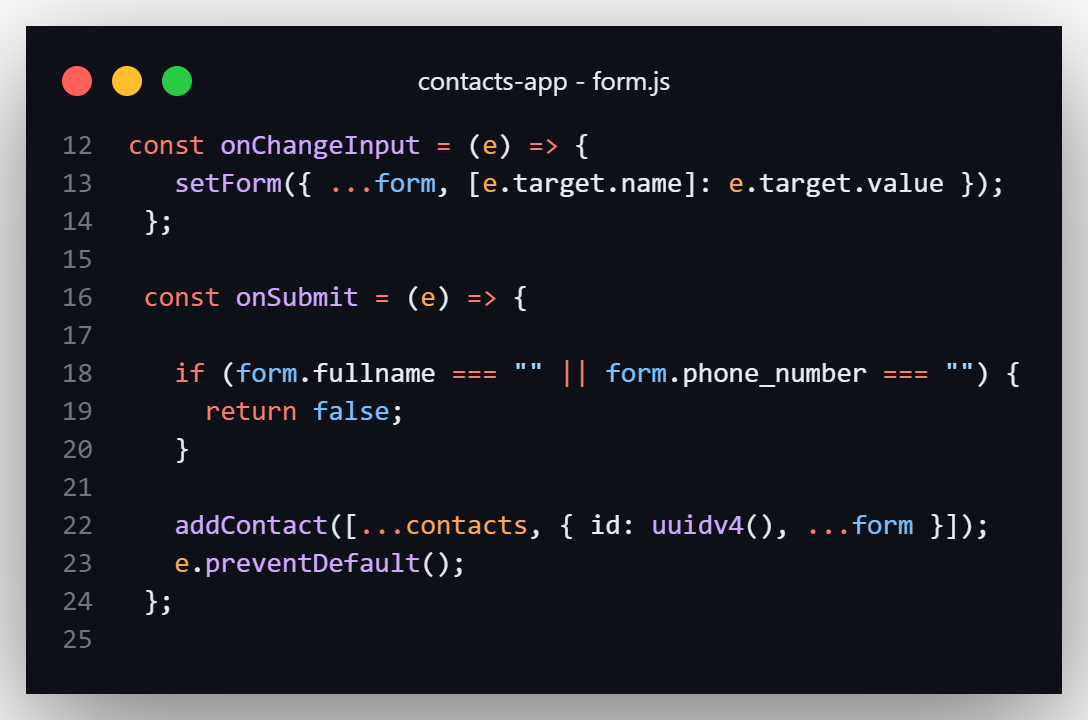 contacts-app - form.js
12 const onChangeInput = (e) => {
13    setForm({ ...form, [e.target.name]: e.target.value });
14  };
15
16  const onSubmit = (e) => {
17
18    if (form.fullname === "" || form.phone_number === "") {
19      return false;
20    }
21
22    addContact([...contacts, { id: uuidv4(), ...form }]);
23    e.preventDefault();
24  };
25